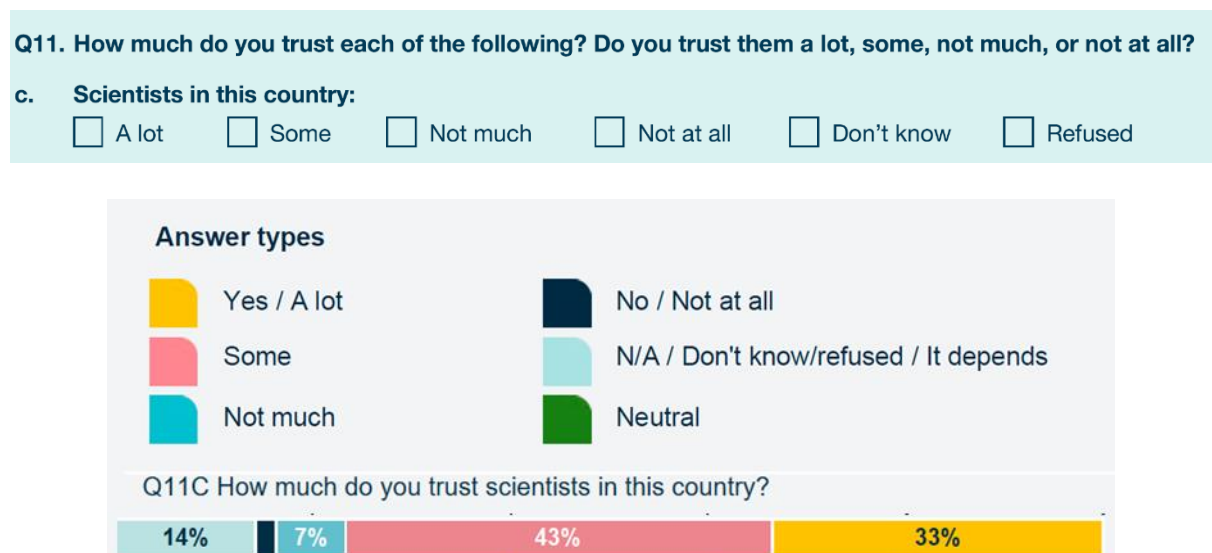 Q11. How much do you trust each of the following? Do you trust them a lot, some, not much, or not at all?
c. Scientists in this country:
A lot Some Not much Not at all Don't know Refused
Answer types
Yes / A lot No / Not at all
Some N/A / Don't know/refused / It depends
Not much Neutral
Q11C How much do you trust scientists in this country?
14% 7% 43% 33%